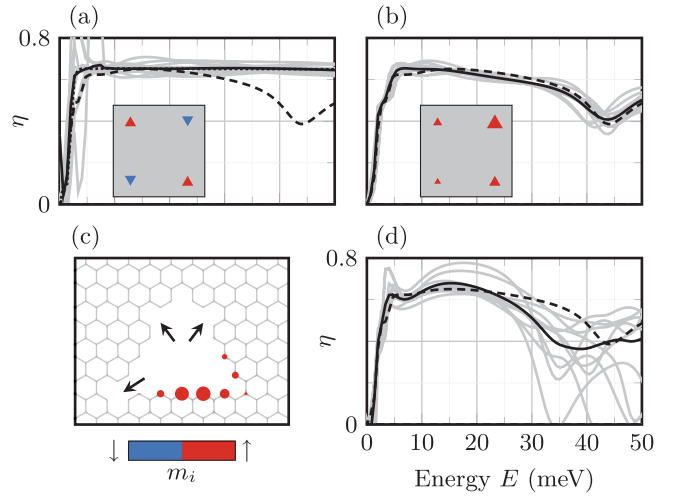 (a)
(b)
0.8
η
0
(c)
(d)
0.8
η
0
0 10 20 30 40 50
Energy E (meV)
↓ ↑
m_i